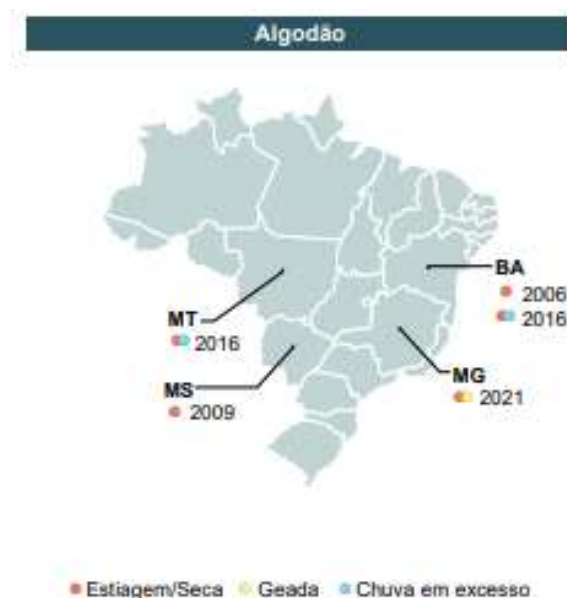 Algodão
BA
2006
2016
MT
2016
MG
2021
MS
2009
Estiagem/Seca Geada Chuva em excesso